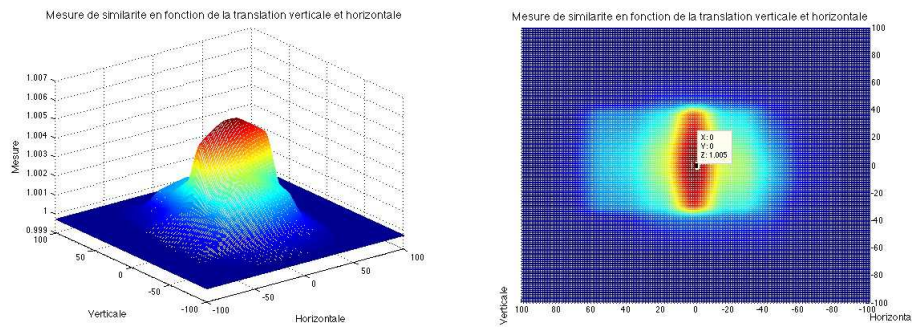 Mesure de similarite en fonction de la translation verticale et horizontale
1.007
1.006
1.005
1.004
1.003
1.002
1.001
1
0.999
Mesure
100
50
0
-50
-100
Verticale
-100
-50
0
50
100
Horizontale
Mesure de similarite en fonction de la translation verticale et horizontale
100
80
60
40
20
0
-20
-40
-60
-80
-100
X: 0
Y: 0
Z: 1.005
Verticale
100 80 60 40 20 0 -20 -40 -60 -80 -100
Horizonta